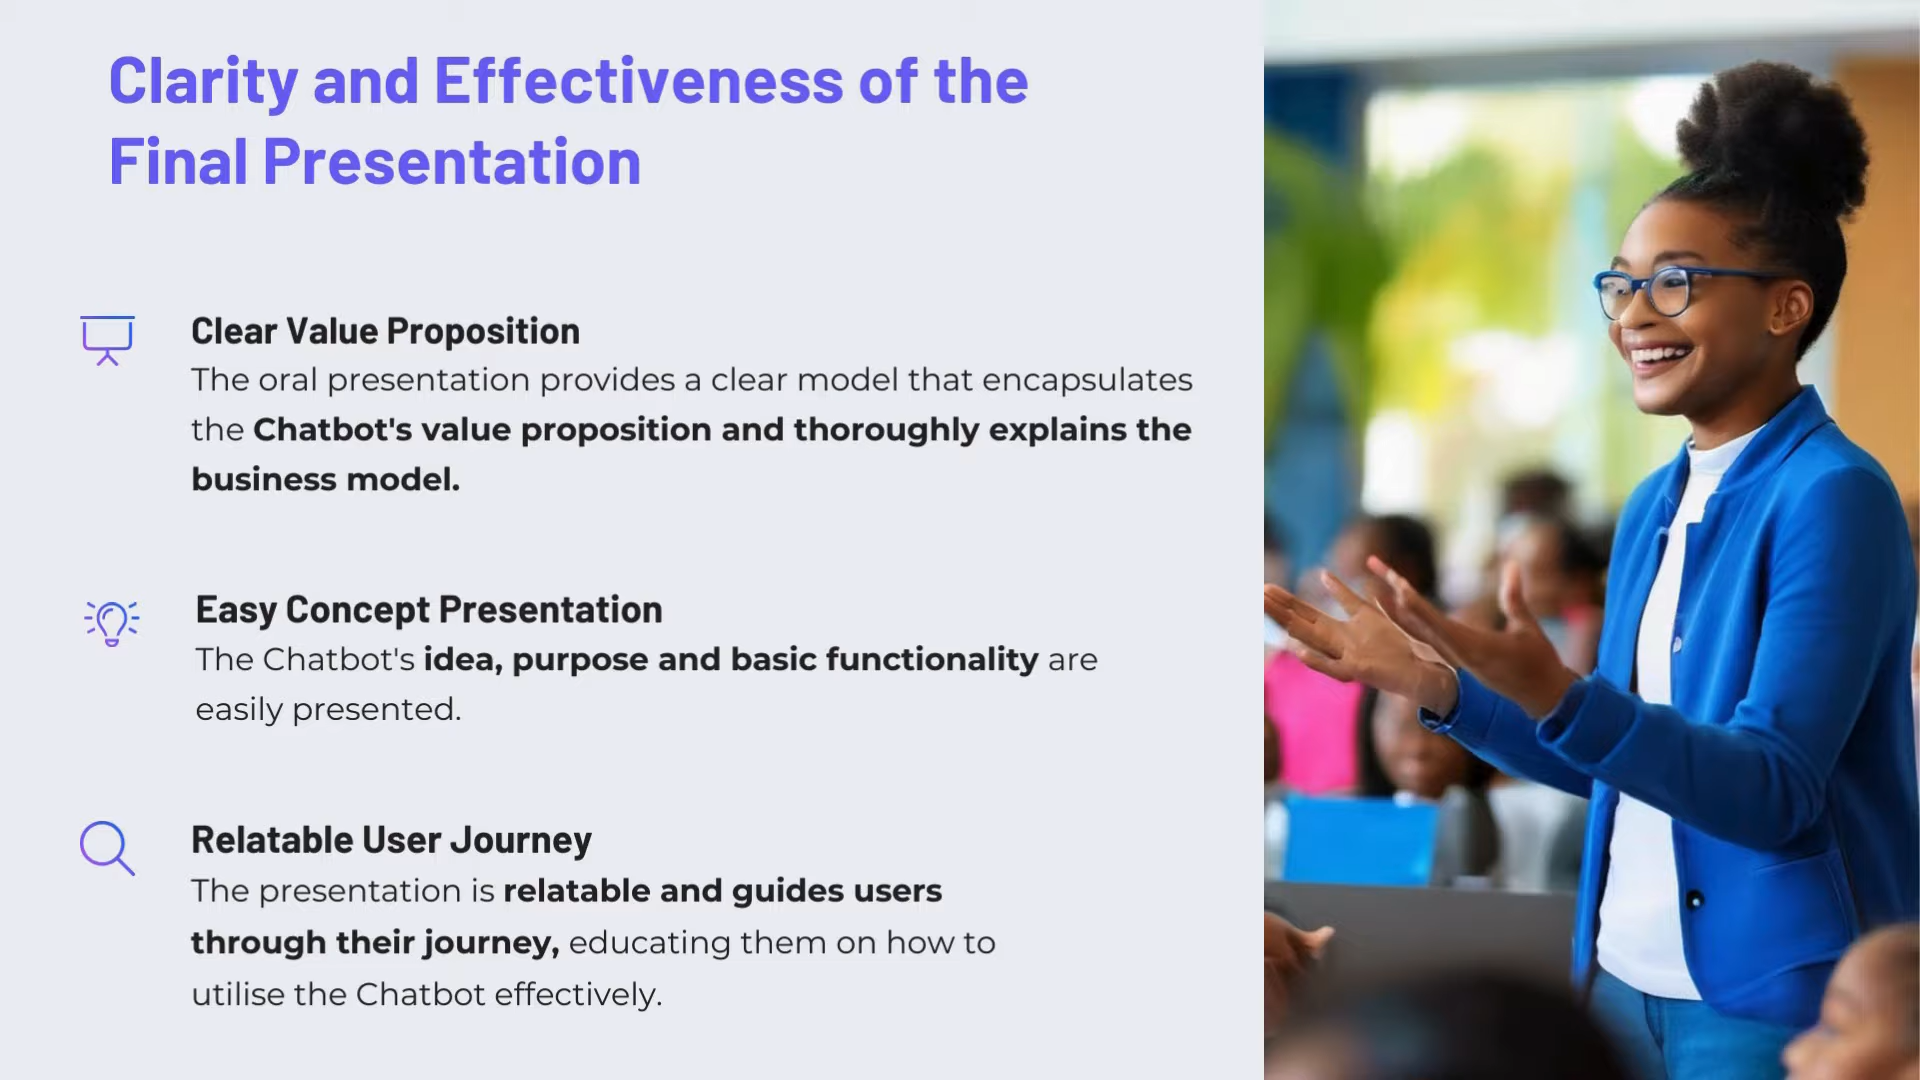 Clarity and Effectiveness of the
Final Presentation
Clear Value Proposition
The oral presentation provides a clear model that encapsulates
the Chatbot's value proposition and thoroughly explains the
business model.
Easy Concept Presentation
The Chatbot's idea, purpose and basic functionality are
easily presented.
Relatable User Journey
The presentation is relatable and guides users
through their journey, educating them on how to
utilise the Chatbot effectively.